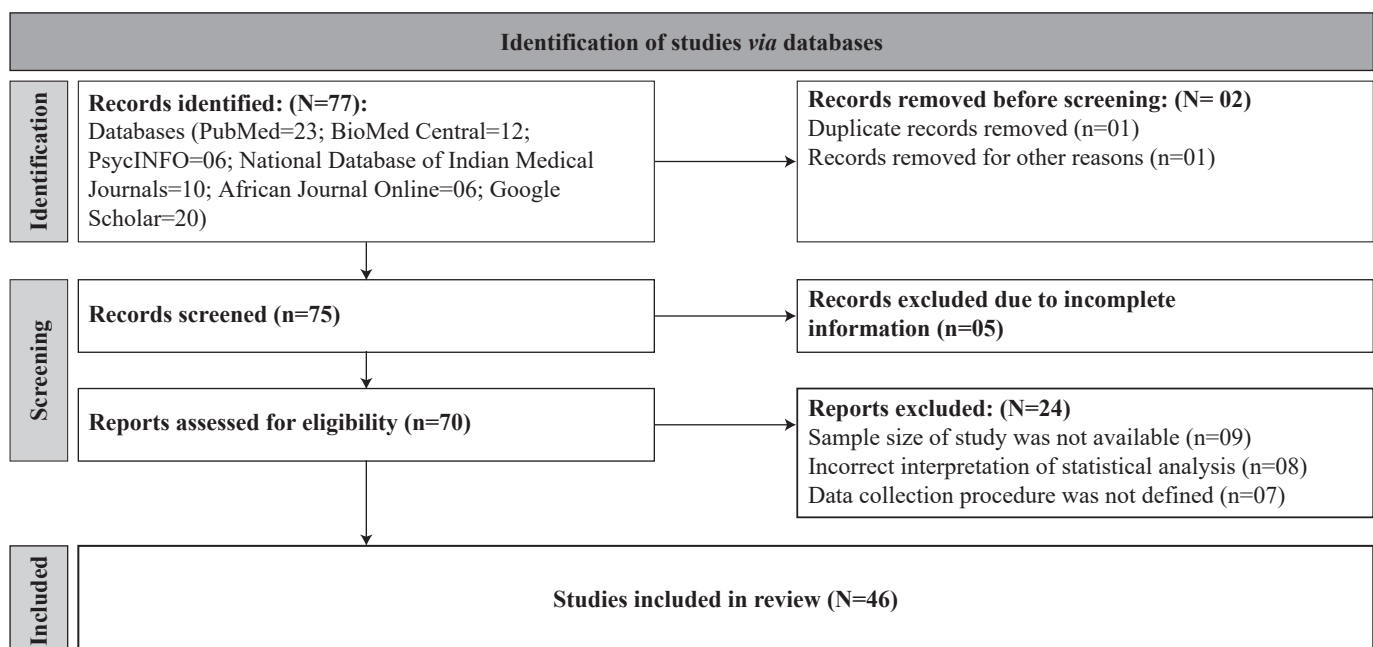 Identification of studies via databases
Identification
Records identified: (N=77):
Databases (PubMed=23; BioMed Central=12;
PsycINFO=06; National Database of Indian Medical
Journals=10; African Journal Online=06; Google
Scholar=20)
Records removed before screening: (N= 02)
Duplicate records removed (n=01)
Records removed for other reasons (n=01)
Screening
Records screened (n=75)
Records excluded due to incomplete
information (n=05)
Reports assessed for eligibility (n=70)
Reports excluded: (N=24)
Sample size of study was not available (n=09)
Incorrect interpretation of statistical analysis (n=08)
Data collection procedure was not defined (n=07)
Included
Studies included in review (N=46)